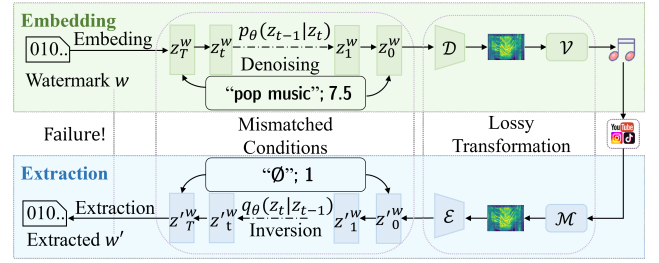 Embedding
010..
Embeding
Watermark w
z_T^w
z_t^w
p_θ(z_{t-1}|z_t)
Denoising
z_1^w
z_0^w
"pop music"; 7.5
𝒟
𝒱
Failure!
Mismatched
Conditions
Lossy
Transformation
YouTube
Extraction
"Ø"; 1
010..
Extraction
Extracted w'
z'_T^w
z'_t^w
q_θ(z_t|z_{t-1})
Inversion
z'_1^w
z'_0^w
ℰ
ℳ